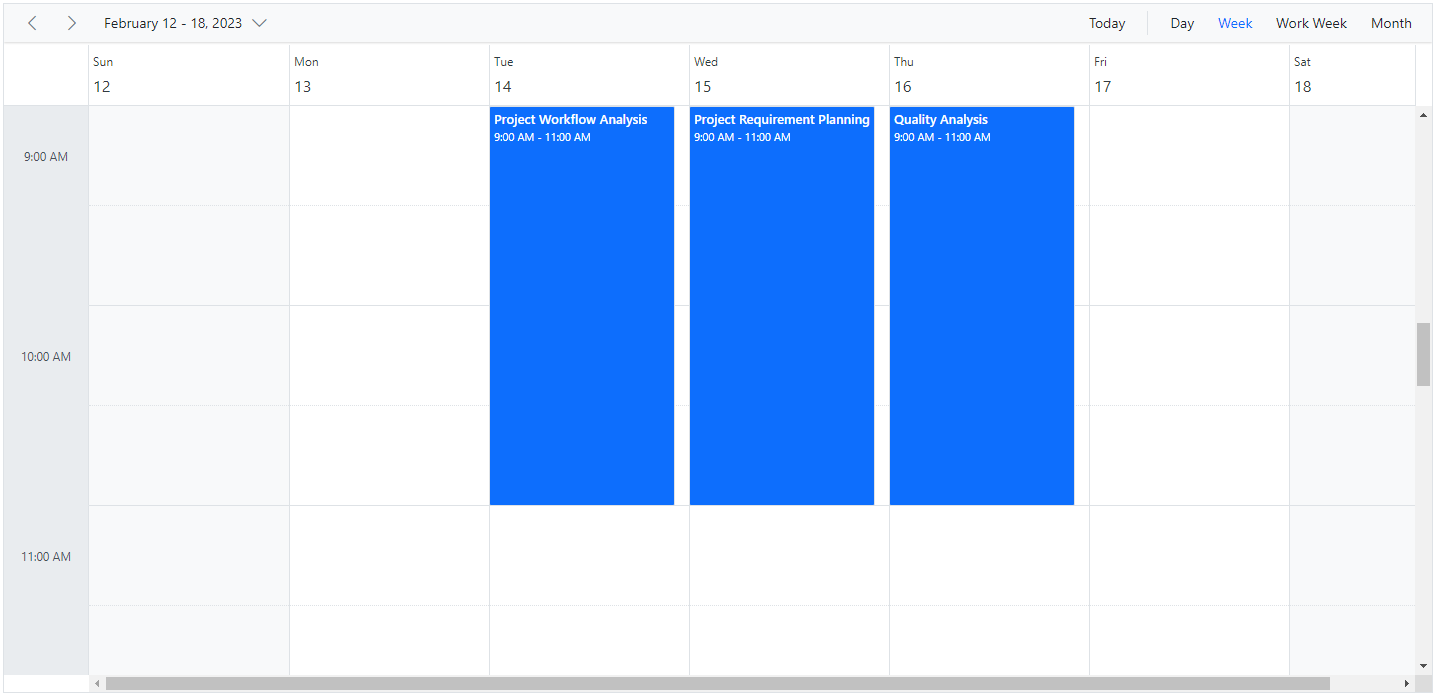 February 12 - 18, 2023
Today
Day
Week
Work Week
Month
Sun
12
Mon
13
Tue
14
Wed
15
Thu
16
Fri
17
Sat
18
Project Workflow Analysis
9:00 AM - 11:00 AM
Project Requirement Planning
9:00 AM - 11:00 AM
Quality Analysis
9:00 AM - 11:00 AM
9:00 AM
10:00 AM
11:00 AM